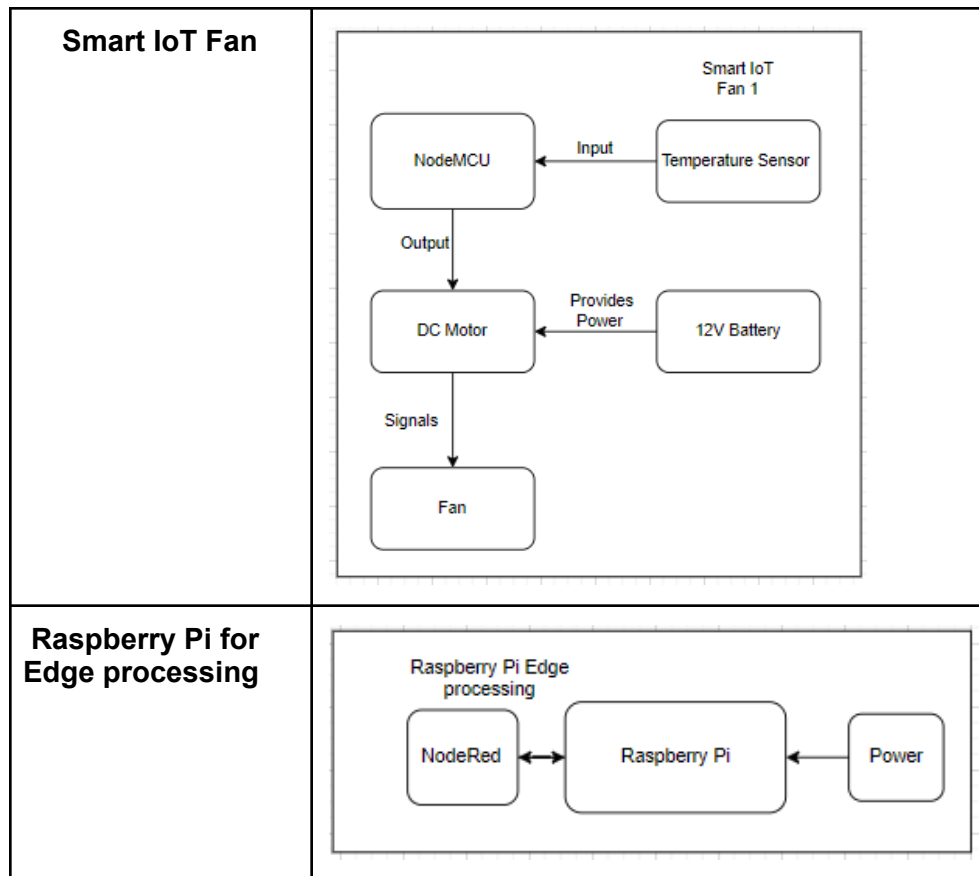 Smart IoT Fan
Smart IoT
Fan 1
NodeMCU
Input
Temperature Sensor
Output
DC Motor
Provides
Power
12V Battery
Signals
Fan
Raspberry Pi for
Edge processing
Raspberry Pi Edge
processing
NodeRed
Raspberry Pi
Power